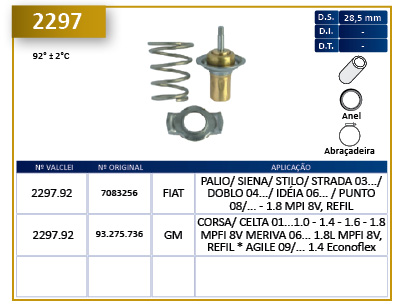 2297
D.S. 28,5 mm
D.I. -
D.T. -
92° ± 2°C
Anel
Abraçadeira
Nº VALCLEI Nº ORIGINAL APLICAÇÃO
2297.92 7083256 FIAT PALIO/ SIENA/ STILO/ STRADA 03.../
DOBLO 04.../ IDÉIA 06... / PUNTO
08/... - 1.8 MPI 8V, REFIL
2297.92 93.275.736 GM CORSA/ CELTA 01...1.0 - 1.4 - 1.6 - 1.8
MPFI 8V MERIVA 06... 1.8L MPFI 8V,
REFIL * AGILE 09/... 1.4 Econoflex